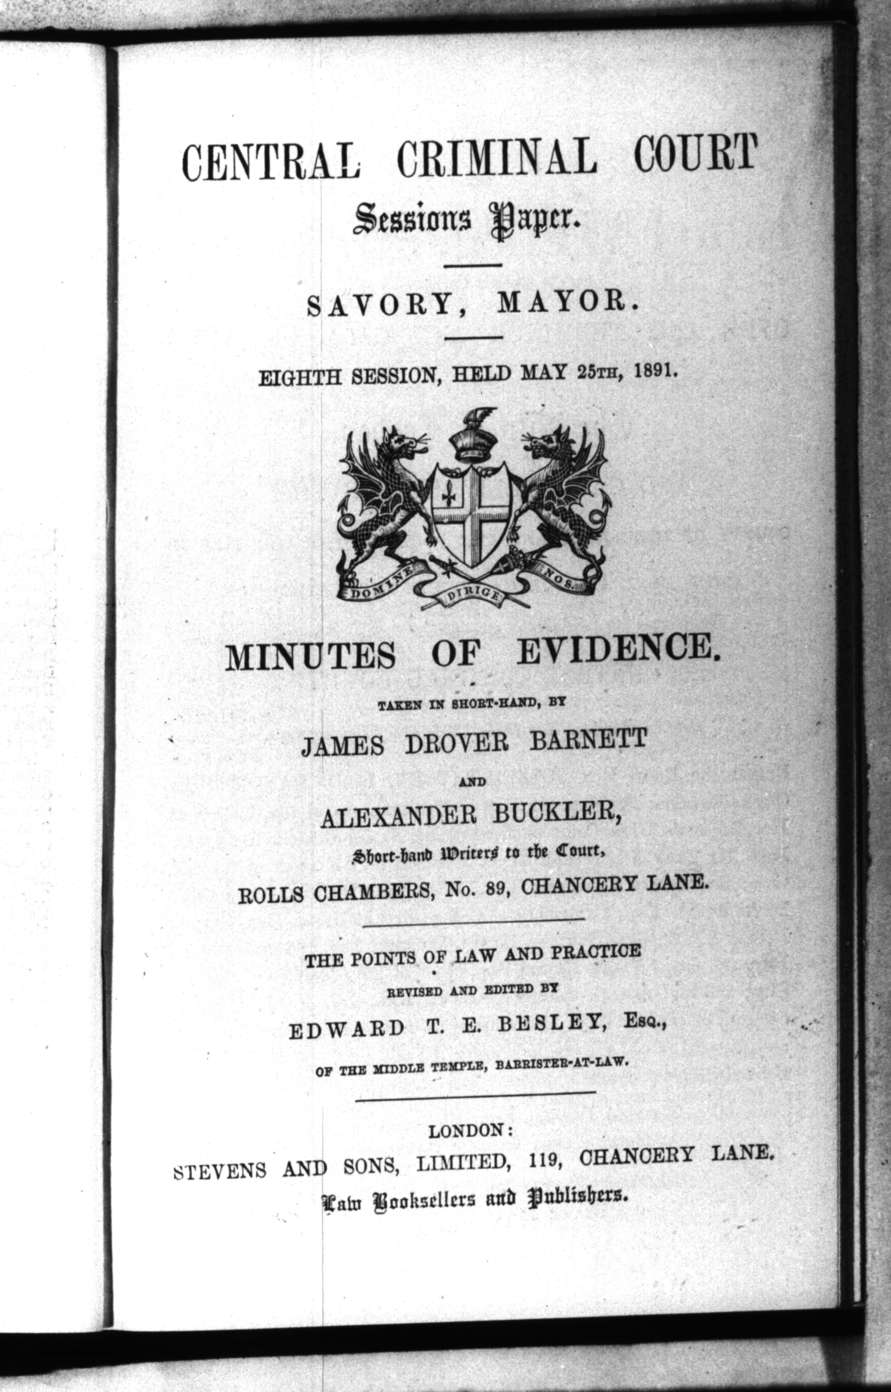 CENTRAL CRIMINAL COURT
Sessions Paper.
SAVORY, MAYOR.
EIGHTH SESSION, HELD MAY 25TH, 1891.
DOMINE DIRIGE NOS.
MINUTES OF EVIDENCE.
TAKEN IN SHORT-HAND, BY
JAMES DROVER BARNETT
AND
ALEXANDER BUCKLER,
Short-hand Writers to the Court,
ROLLS CHAMBERS, No. 89, CHANCERY LANE.
THE POINTS OF LAW AND PRACTICE
REVISED AND EDITED BY
EDWARD T. E. BESLEY, ESQ.,
OF THE MIDDLE TEMPLE, BARRISTER-AT-LAW.
LONDON:
STEVENS AND SONS, LIMITED, 119, CHANCERY LANE.
Law Booksellers and Publishers.